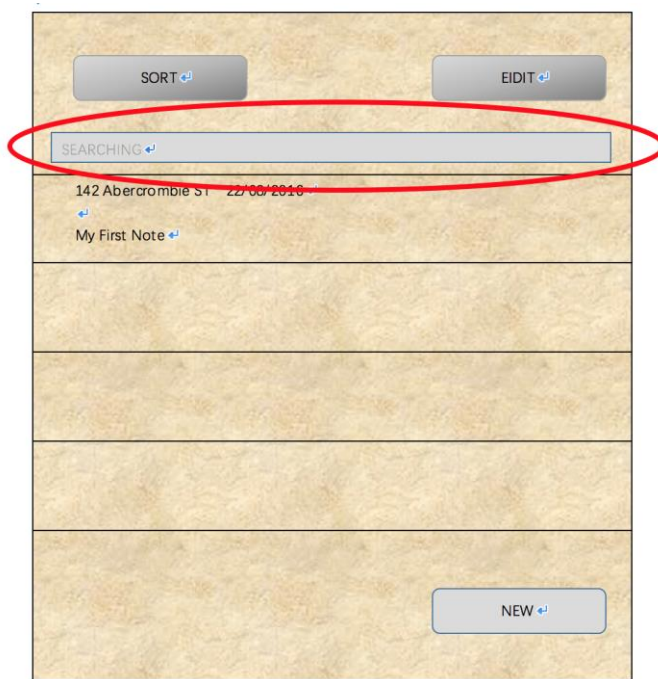 SORT EIDIT
SEARCHING
142 Abercrombie ST 22/08/2016
My First Note
NEW